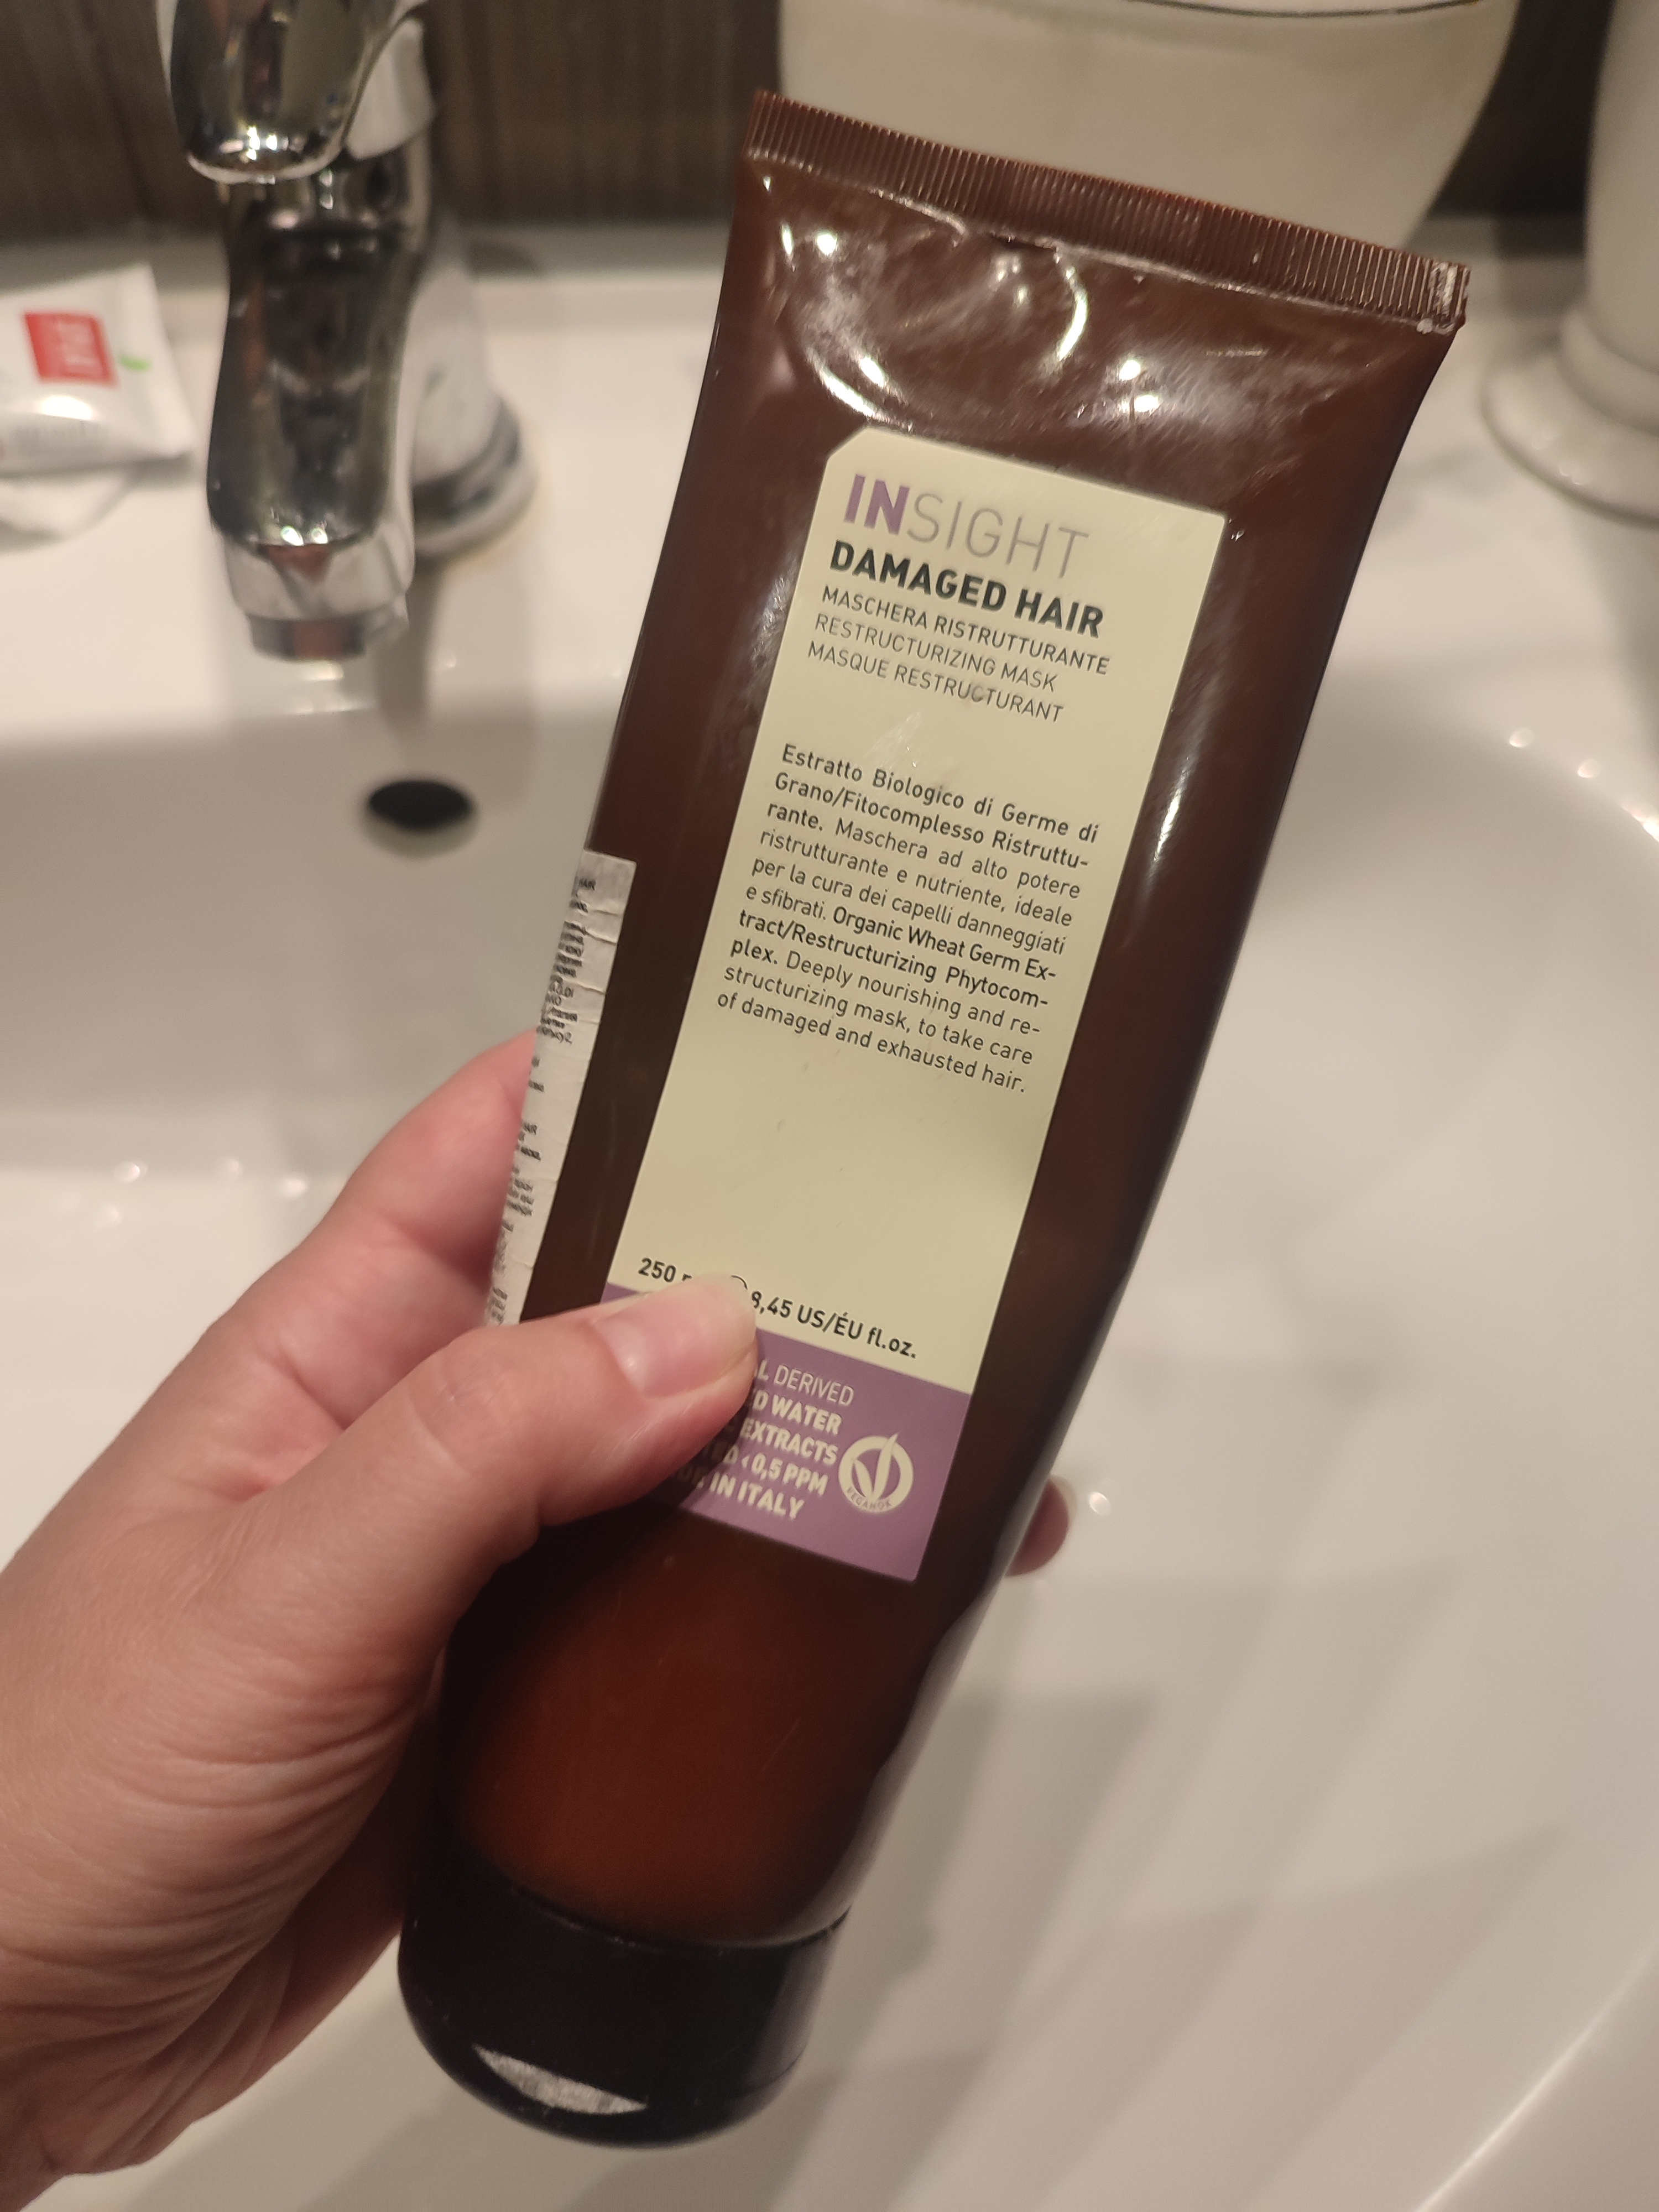 INSIGHT
DAMAGED HAIR
MASCHERA RISTRUTTURANTE
RESTRUCTURIZING MASK
MASQUE RESTRUCTURANT
Estratto Biologico di Germe di
Grano/Fitocomplesso Ristruttu-
rante. Maschera ad alto potere
ristrutturante e nutriente, ideale
per la cura dei capelli danneggiati
e sfibrati. Organic Wheat Germ Ex-
tract/Restructurizing Phytocom-
plex. Deeply nourishing and re-
structurizing mask, to take care
of damaged and exhausted hair.
250 8,45 US/ÉU fl.oz.
DERIVED
WATER
EXTRACTS
<0,5 PPM
IN ITALY
VEGANOK